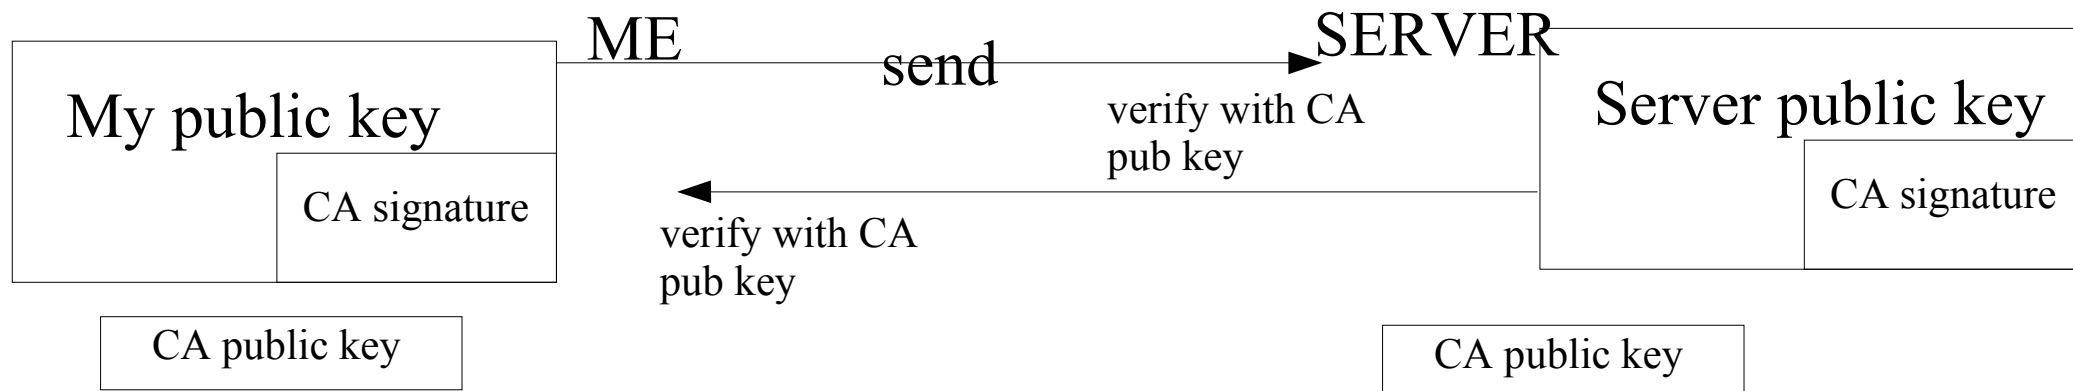 ME
SERVER
send
My public key
Server public key
verify with CA
pub key
CA signature
CA signature
verify with CA
pub key
CA public key
CA public key